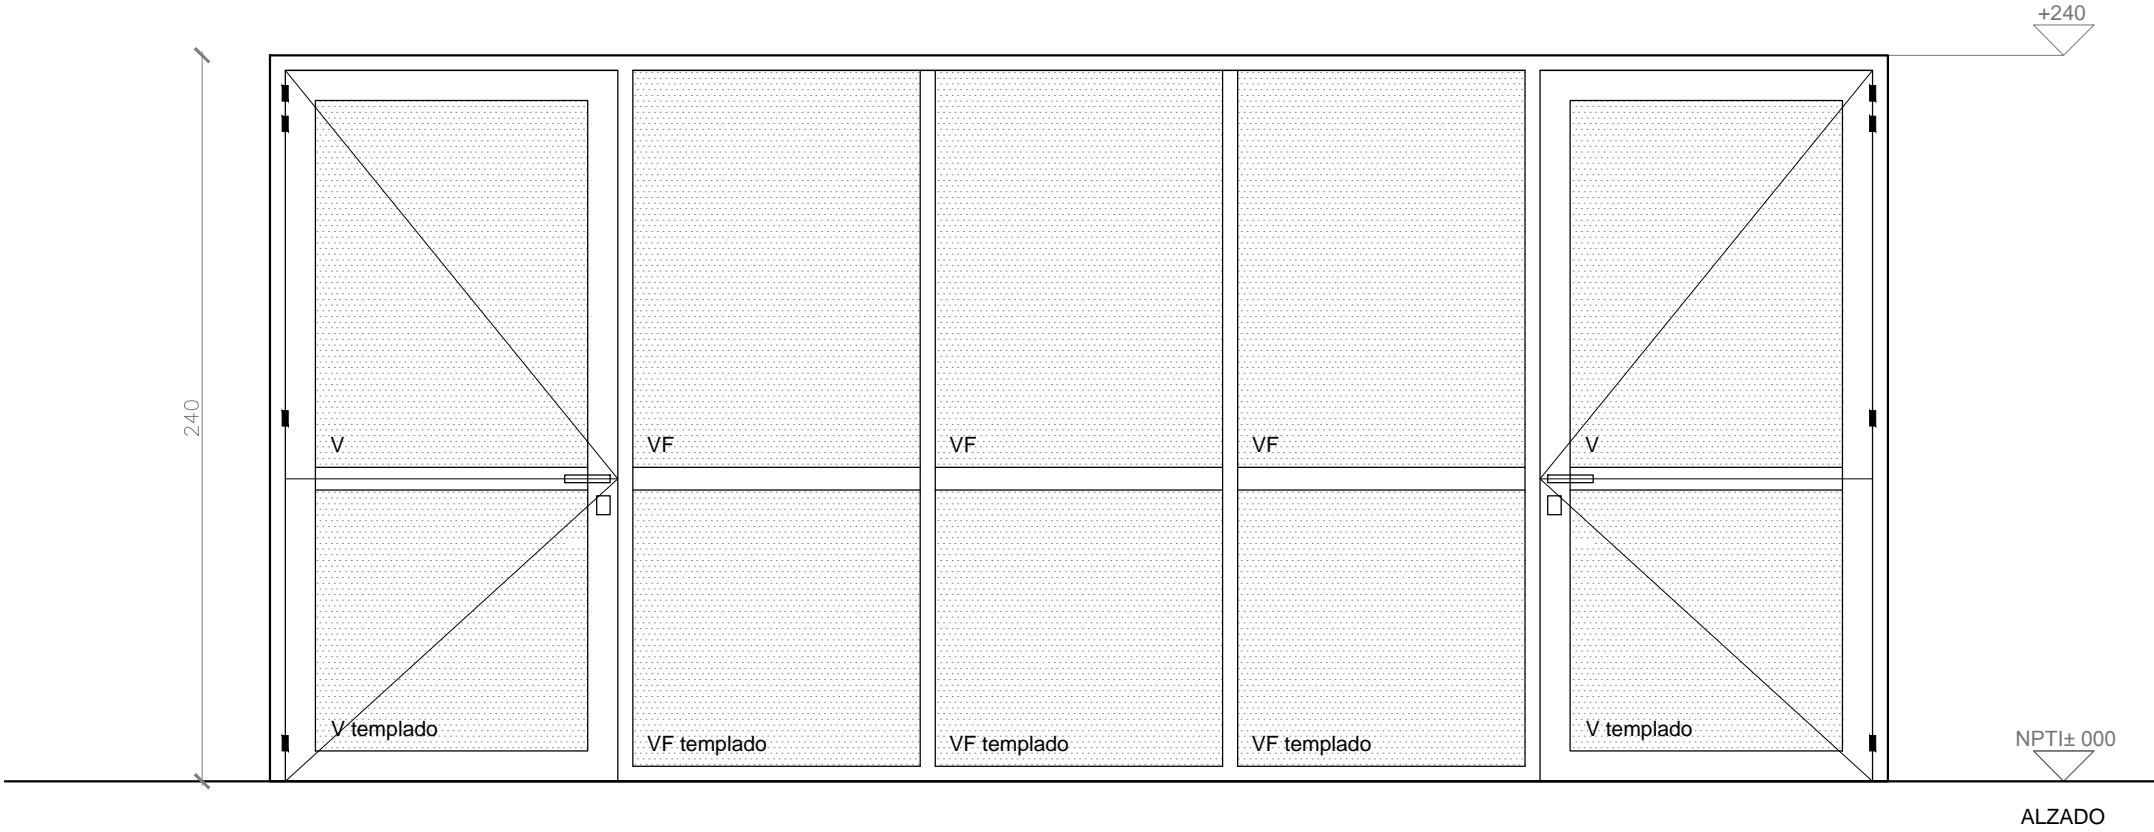 +240
240
V
VF
VF
VF
V
V templado
VF templado
VF templado
VF templado
V templado
NPTI± 000
ALZADO